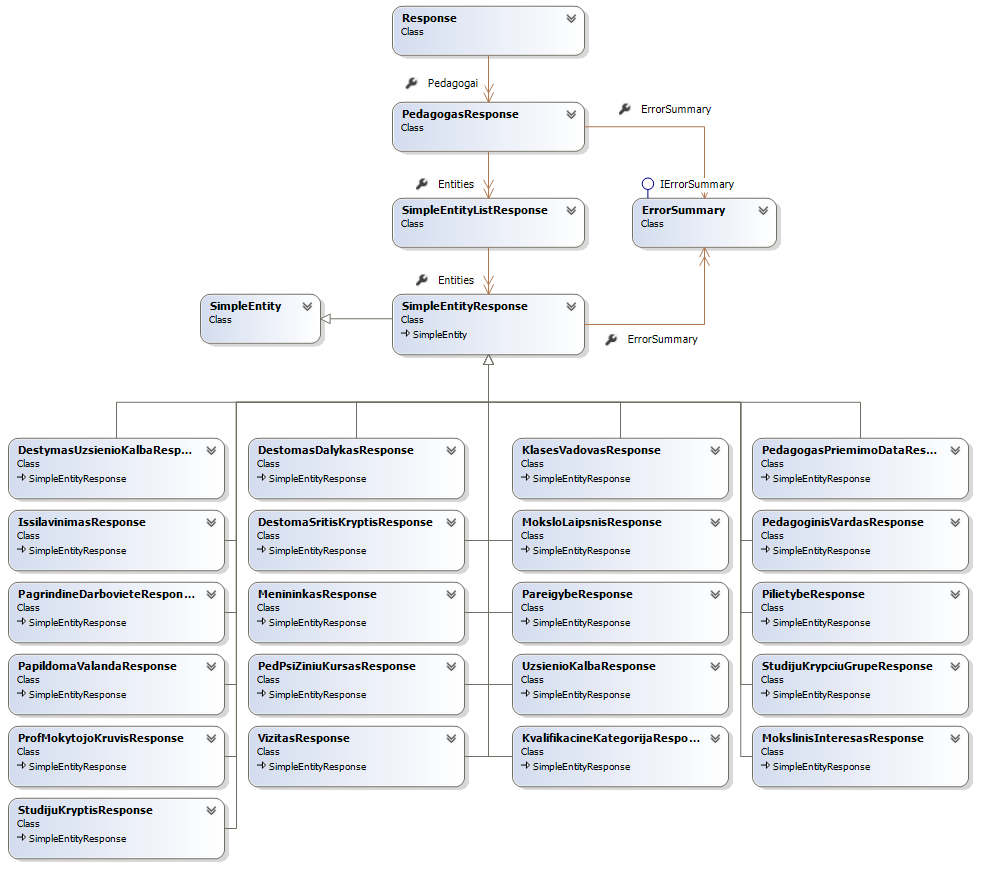 Response
Class
Pedagogai
PedagogasResponse
Class
ErrorSummary
Entities
IErrorSummary
SimpleEntityListResponse
Class
ErrorSummary
Class
Entities
SimpleEntity
Class
SimpleEntityResponse
Class
SimpleEntity
ErrorSummary
DestymasUzsienioKalbaResp...
Class
SimpleEntityResponse
DestomasDalykasResponse
Class
SimpleEntityResponse
KlasesVadovasResponse
Class
SimpleEntityResponse
PedagogasPriemimoDataRes...
Class
SimpleEntityResponse
IssilavinimasResponse
Class
SimpleEntityResponse
DestomaSritisKryptisResponse
Class
SimpleEntityResponse
MoksloLaipsnisResponse
Class
SimpleEntityResponse
PedagoginisVardasResponse
Class
SimpleEntityResponse
PagrindineDarbovieteRespon...
Class
SimpleEntityResponse
MenininkasResponse
Class
SimpleEntityResponse
PareigybeResponse
Class
SimpleEntityResponse
PilietybeResponse
Class
SimpleEntityResponse
PapildomaValandaResponse
Class
SimpleEntityResponse
PedPsiZiniuKursasResponse
Class
SimpleEntityResponse
UzsienioKalbaResponse
Class
SimpleEntityResponse
StudijuKrypciuGrupeResponse
Class
SimpleEntityResponse
ProfMokytojoKruvisResponse
Class
SimpleEntityResponse
VizitasResponse
Class
SimpleEntityResponse
KvalifikacineKategorijaRespo...
Class
SimpleEntityResponse
MokslinisInteresasResponse
Class
SimpleEntityResponse
StudijuKryptisResponse
Class
SimpleEntityResponse